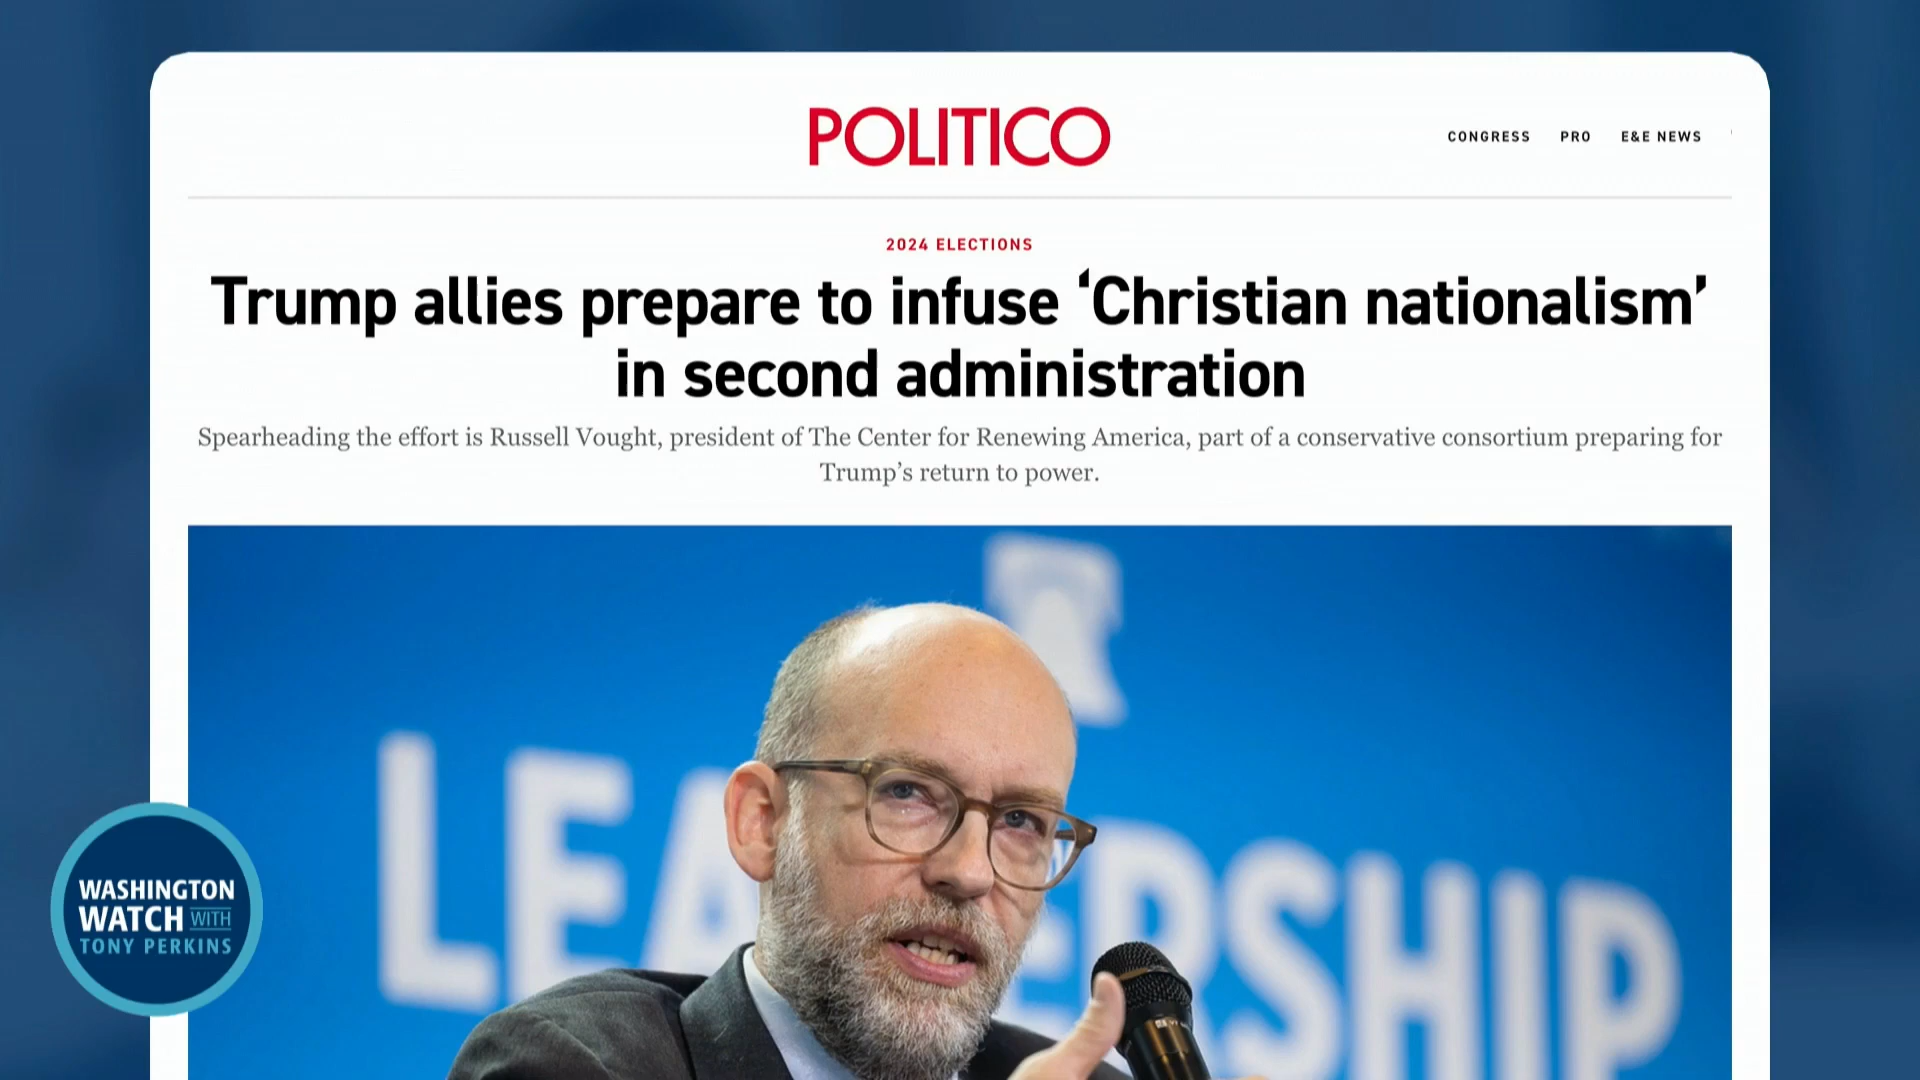 POLITICO
CONGRESS PRO E&E NEWS
2024 ELECTIONS
Trump allies prepare to infuse ‘Christian nationalism’
in second administration
Spearheading the effort is Russell Vought, president of The Center for Renewing America, part of a conservative consortium preparing for
Trump’s return to power.
LEADERSHIP
WASHINGTON
WATCH WITH
TONY PERKINS